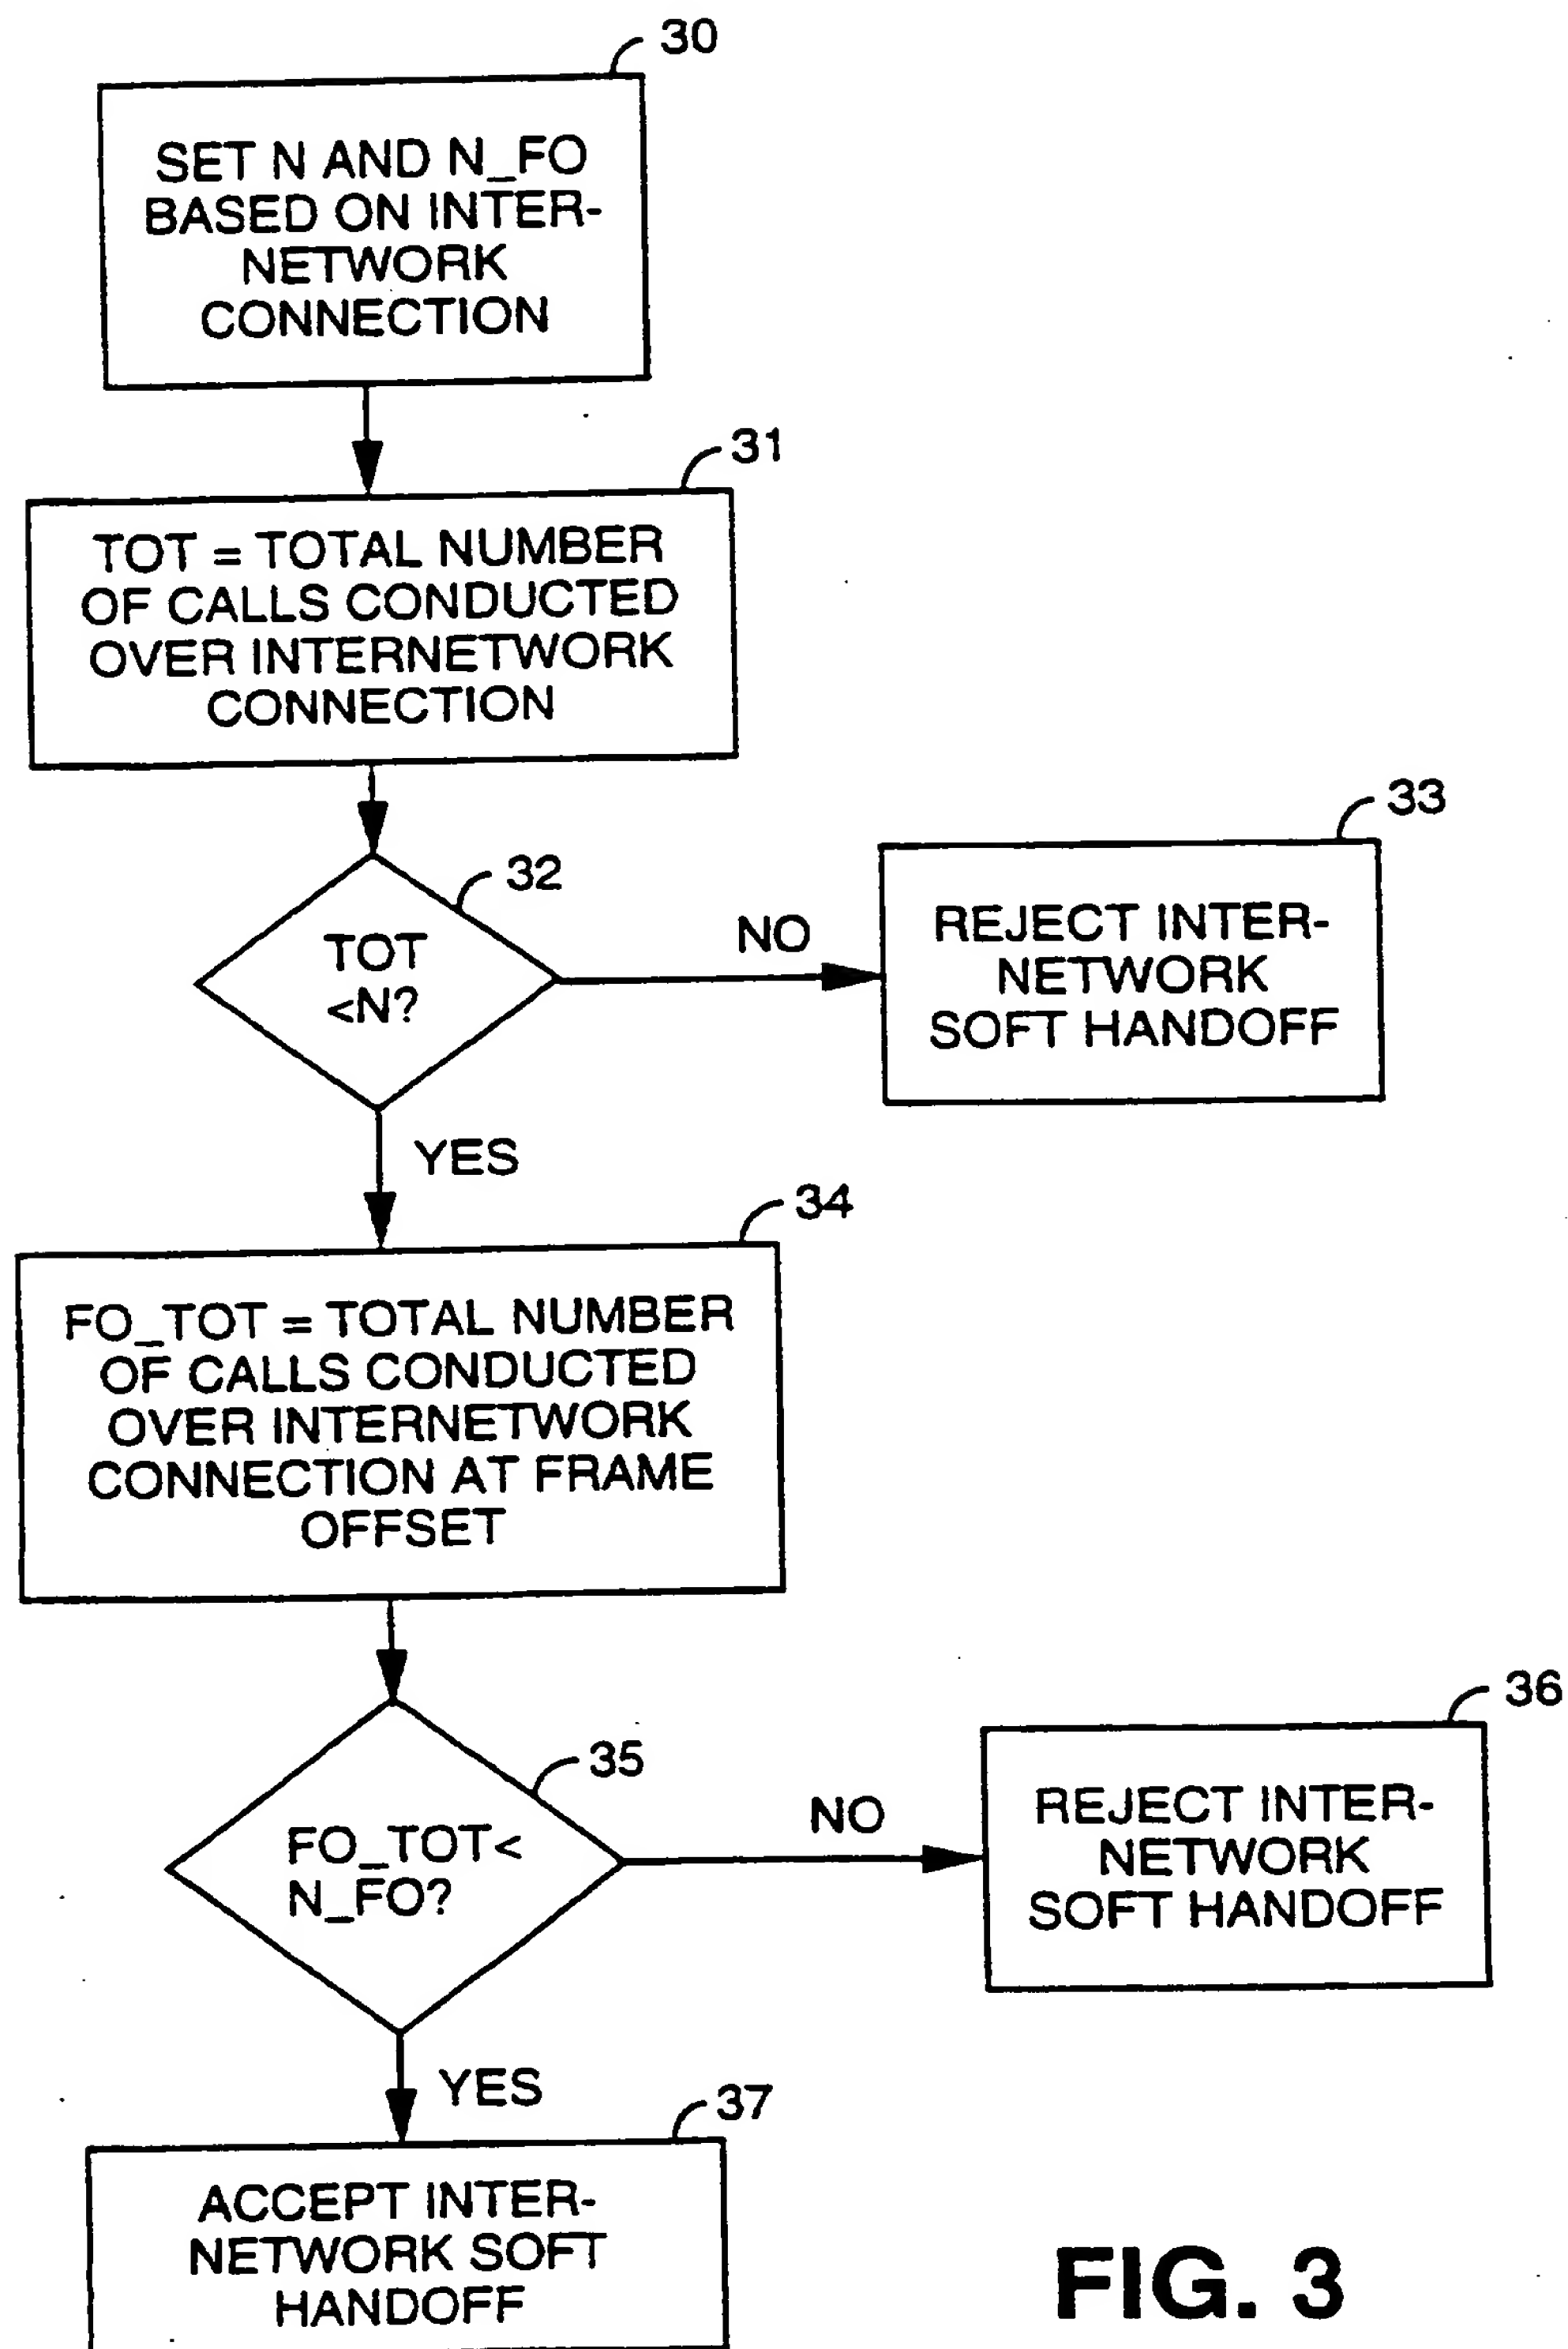 30
SET N AND N_FO
BASED ON INTER-
NETWORK
CONNECTION
31
TOT = TOTAL NUMBER
OF CALLS CONDUCTED
OVER INTERNETWORK
CONNECTION
32
TOT
<N?
NO
33
REJECT INTER-
NETWORK
SOFT HANDOFF
YES
34
FO_TOT = TOTAL NUMBER
OF CALLS CONDUCTED
OVER INTERNETWORK
CONNECTION AT FRAME
OFFSET
35
FO_TOT<
N_FO?
NO
36
REJECT INTER-
NETWORK
SOFT HANDOFF
YES
37
ACCEPT INTER-
NETWORK SOFT
HANDOFF
FIG. 3